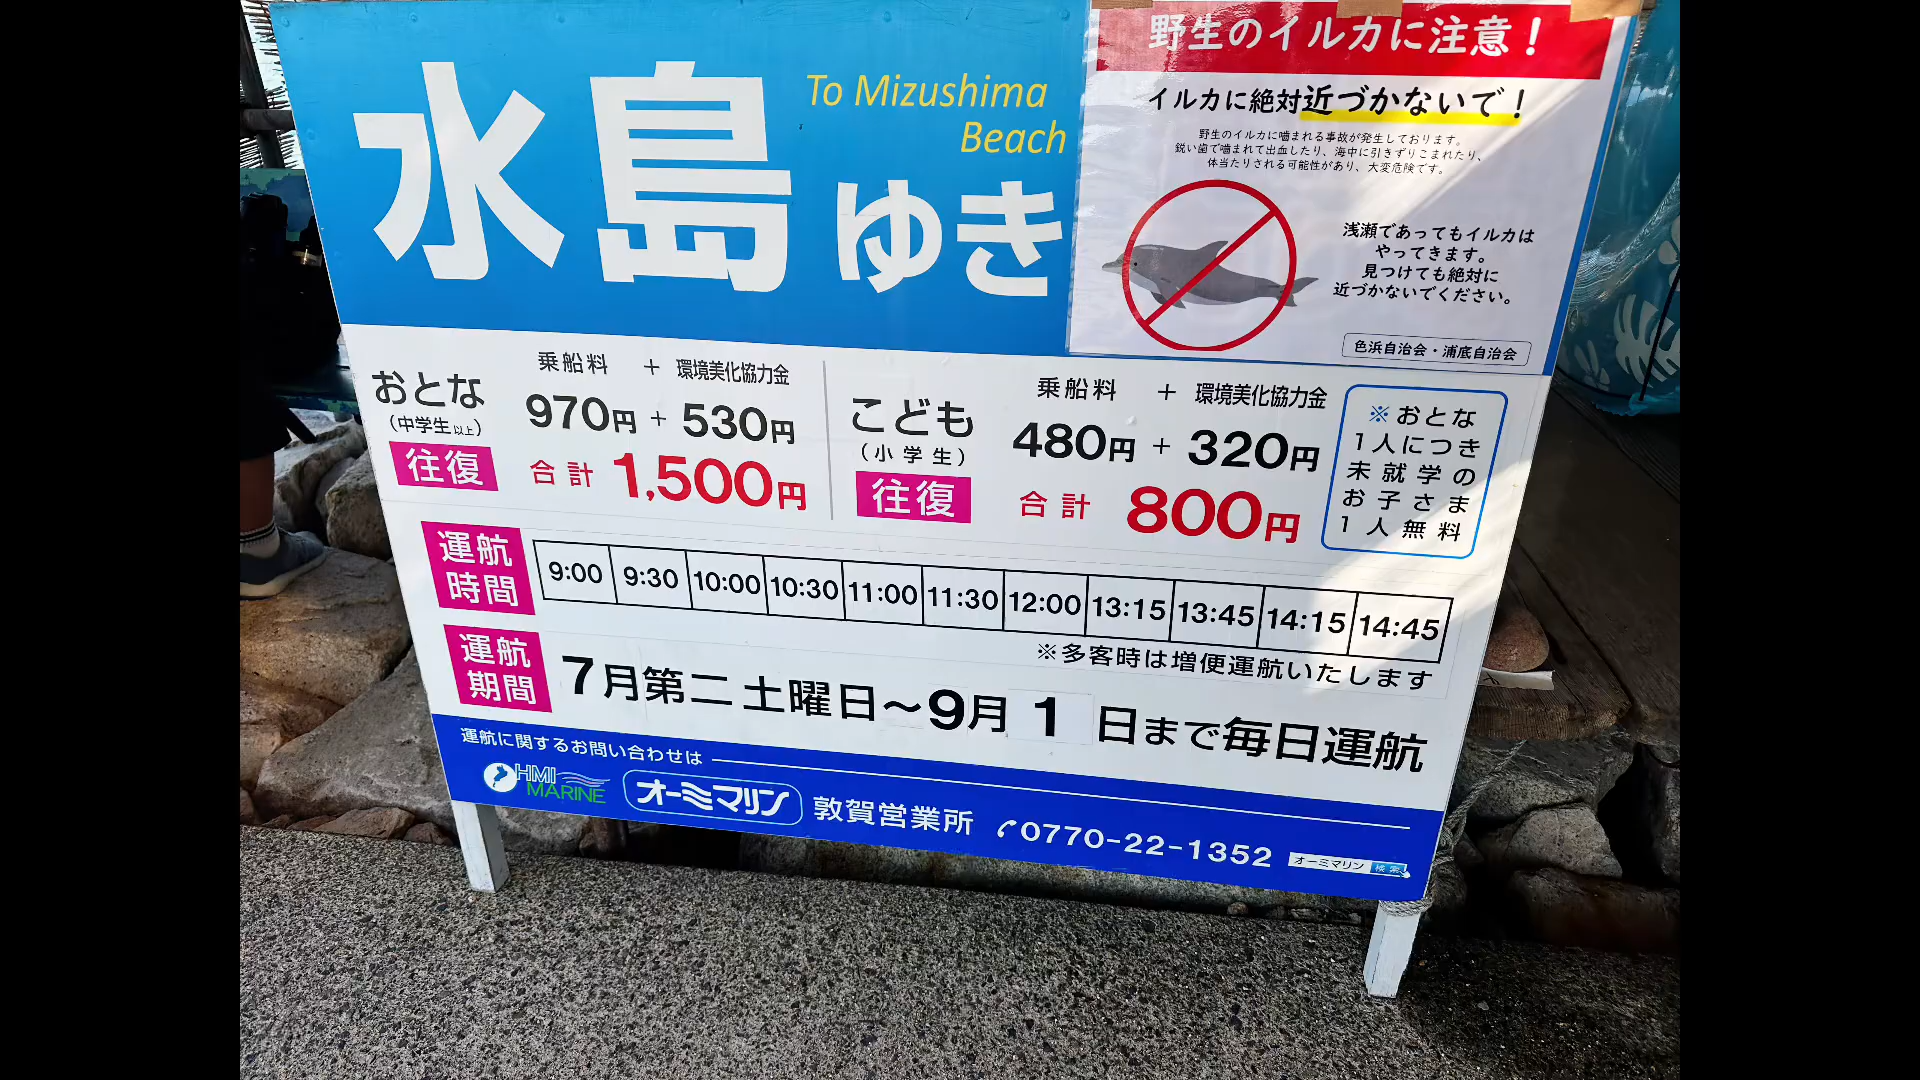 水島ゆき
To Mizushima
Beach
野生のイルカに注意！
イルカに絶対近づかないで！
野生のイルカに噛まれる事故が発生しております。
鋭い歯で噛まれて出血したり、海中に引きずりこまれたり、
体当たりされる可能性があり、大変危険です。
浅瀬であってもイルカは
やってきます。
見つけても絶対に
近づかないでください。
色浜自治会・浦底自治会
おとな
(中学生以上)
往復
乗船料 + 環境美化協力金
970円 + 530円
合計 1,500円
こども
(小学生)
往復
乗船料 + 環境美化協力金
480円 + 320円
合計 800円
※おとな
1人につき
未就学の
お子さま
1人無料
運航
時間
9:00 9:30 10:00 10:30 11:00 11:30 12:00 13:15 13:45 14:15 14:45
※多客時は増便運航いたします
運航
期間
7月第二土曜日～9月1日まで毎日運航
運航に関するお問い合わせは
OHMI
MARINE
オーミマリン 敦賀営業所 0770-22-1352
オーミマリン 検索